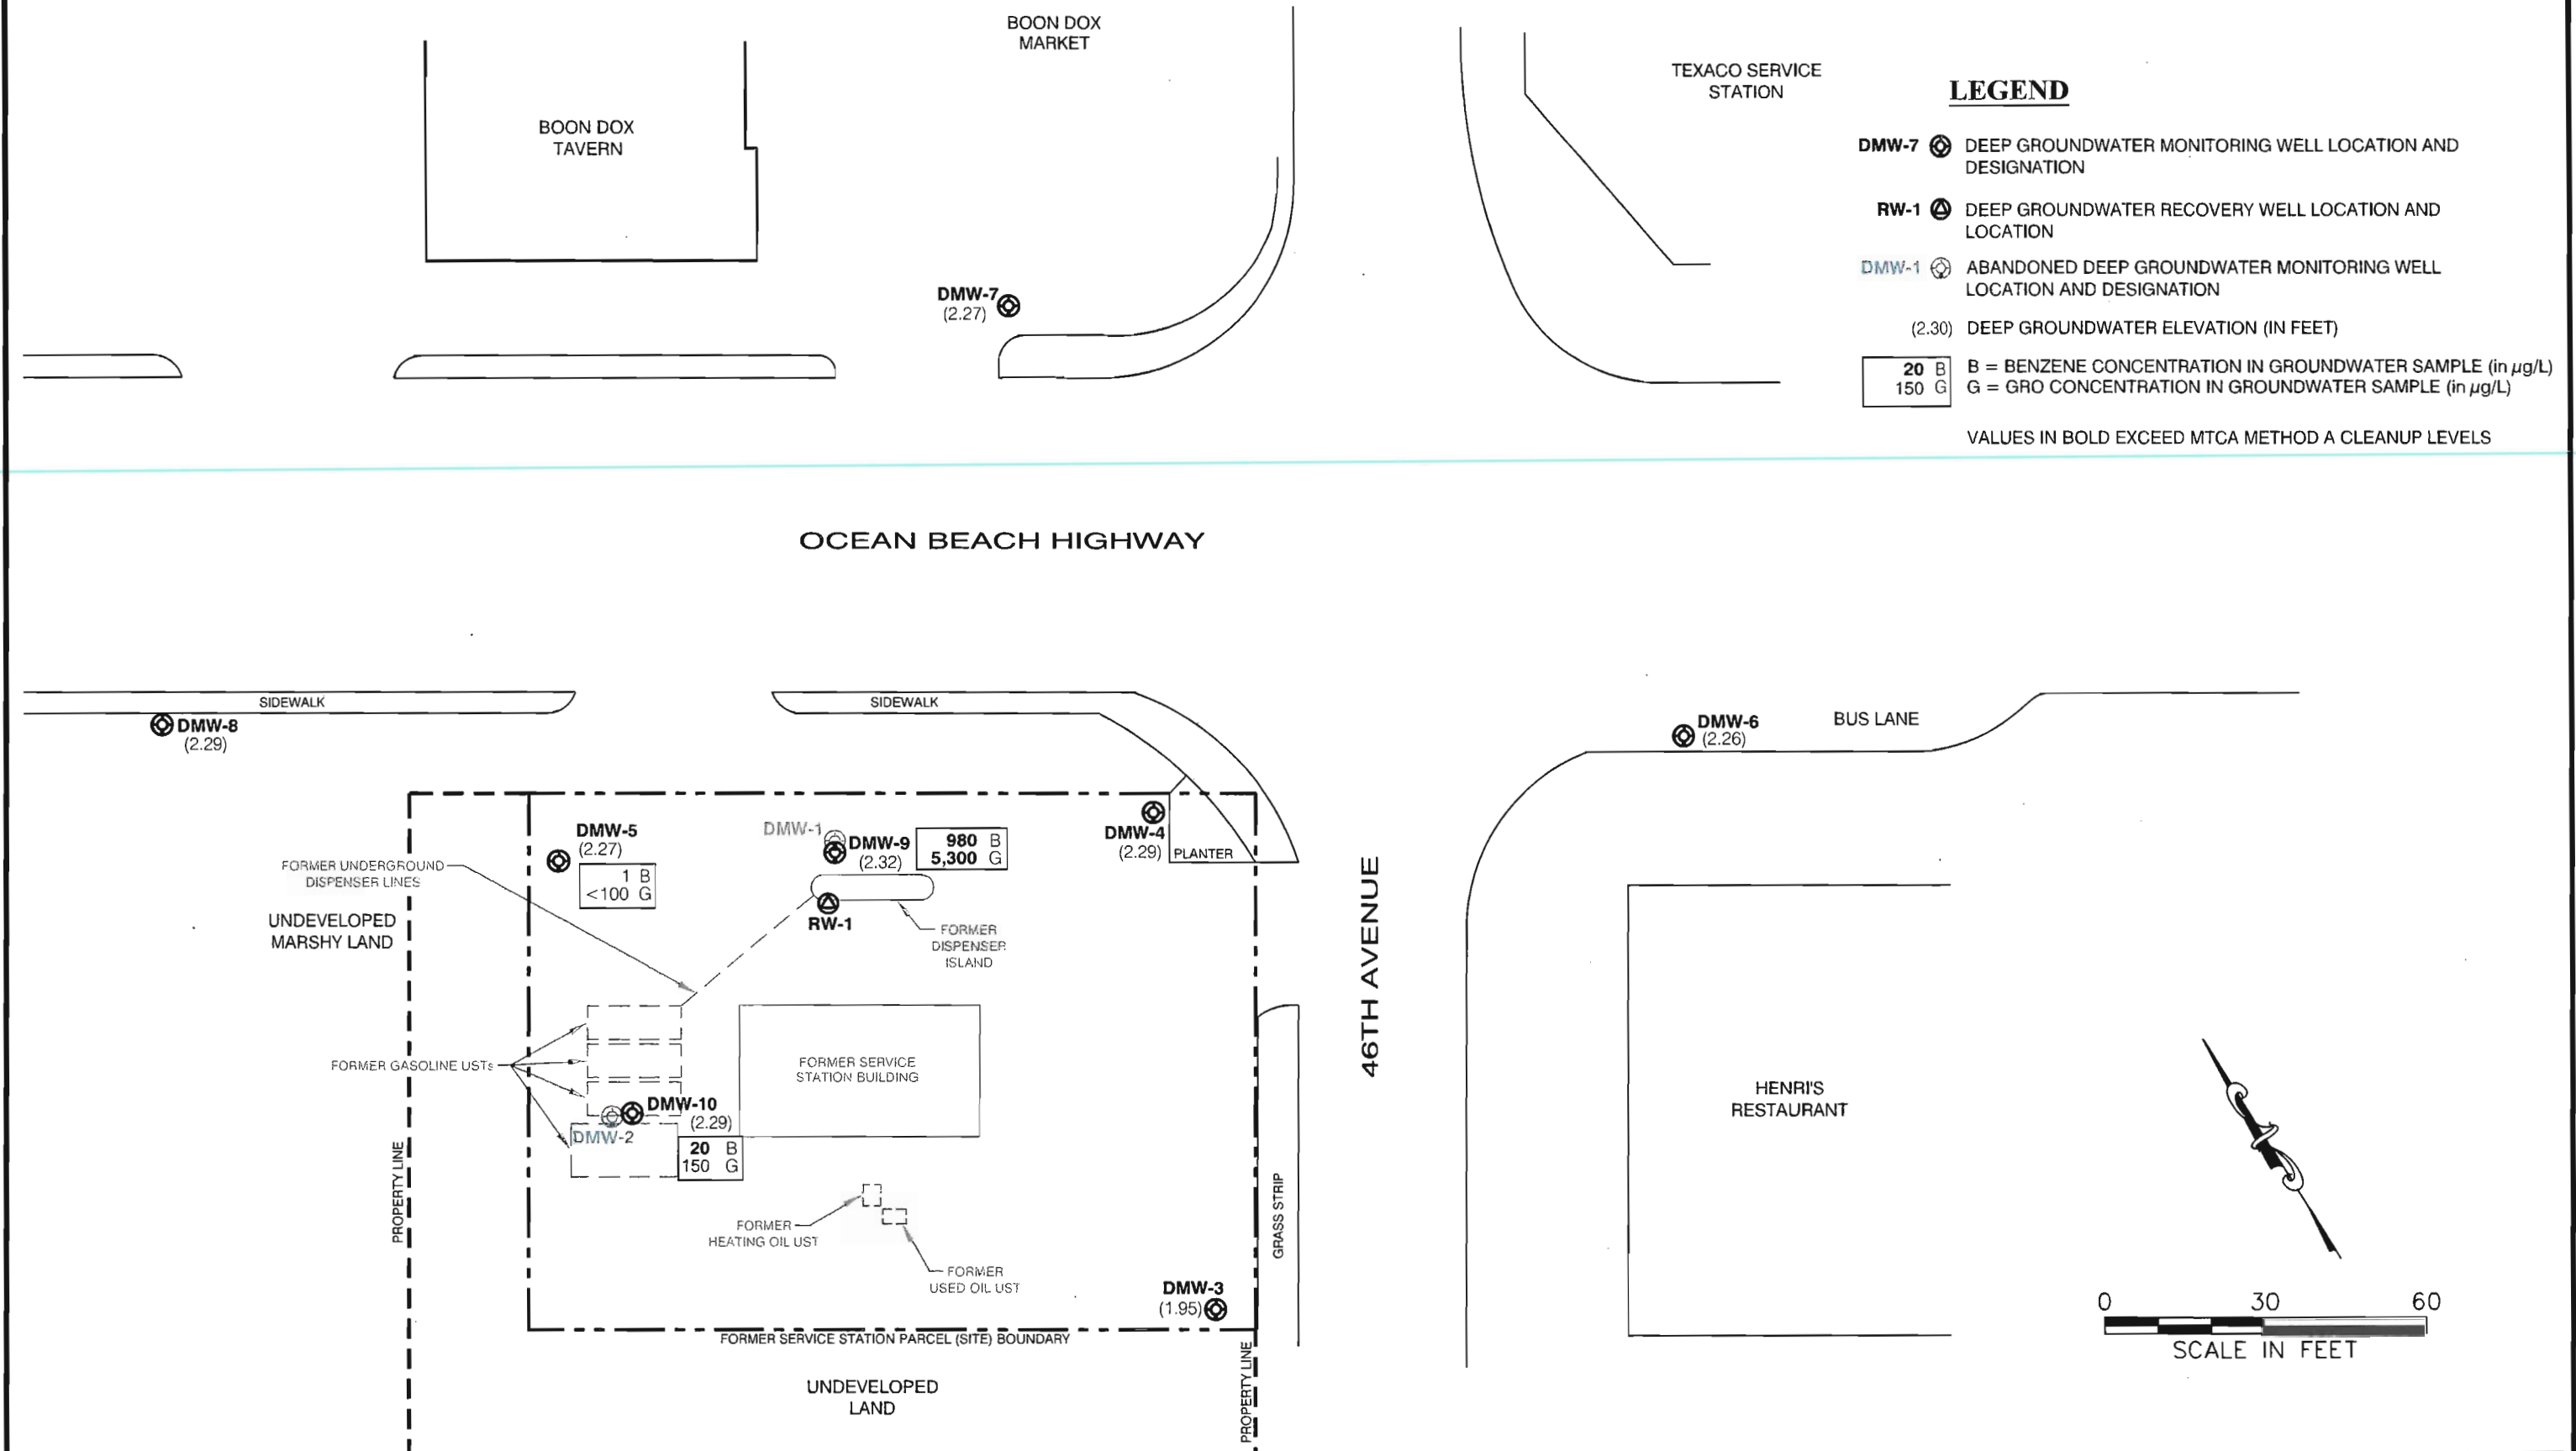 BOON DOX
MARKET
BOON DOX
TAVERN
TEXACO SERVICE
STATION
LEGEND
DMW-7 DEEP GROUNDWATER MONITORING WELL LOCATION AND
DESIGNATION
RW-1 DEEP GROUNDWATER RECOVERY WELL LOCATION AND
LOCATION
DMW-1 ABANDONED DEEP GROUNDWATER MONITORING WELL
LOCATION AND DESIGNATION
(2.30) DEEP GROUNDWATER ELEVATION (IN FEET)
20 B B = BENZENE CONCENTRATION IN GROUNDWATER SAMPLE (in µg/L)
150 G G = GRO CONCENTRATION IN GROUNDWATER SAMPLE (in µg/L)
VALUES IN BOLD EXCEED MTCA METHOD A CLEANUP LEVELS
DMW-7
(2.27)
OCEAN BEACH HIGHWAY
SIDEWALK
SIDEWALK
DMW-8
(2.29)
DMW-6
(2.26)
BUS LANE
DMW-5
(2.27)
1 B
<100 G
DMW-1
DMW-9
(2.32)
980 B
5,300 G
DMW-4
(2.29)
PLANTER
FORMER UNDERGROUND
DISPENSER LINES
UNDEVELOPED
MARSHY LAND
RW-1
FORMER
DISPENSER
ISLAND
46TH AVENUE
FORMER GASOLINE USTs
FORMER SERVICE
STATION BUILDING
DMW-10
(2.29)
DMW-2
20 B
150 G
HENRI'S
RESTAURANT
PROPERTY LINE
FORMER
HEATING OIL UST
FORMER
USED OIL UST
GRASS STRIP
DMW-3
(1.95)
FORMER SERVICE STATION PARCEL (SITE) BOUNDARY
PROPERTY LINE
UNDEVELOPED
LAND
0 30 60
SCALE IN FEET